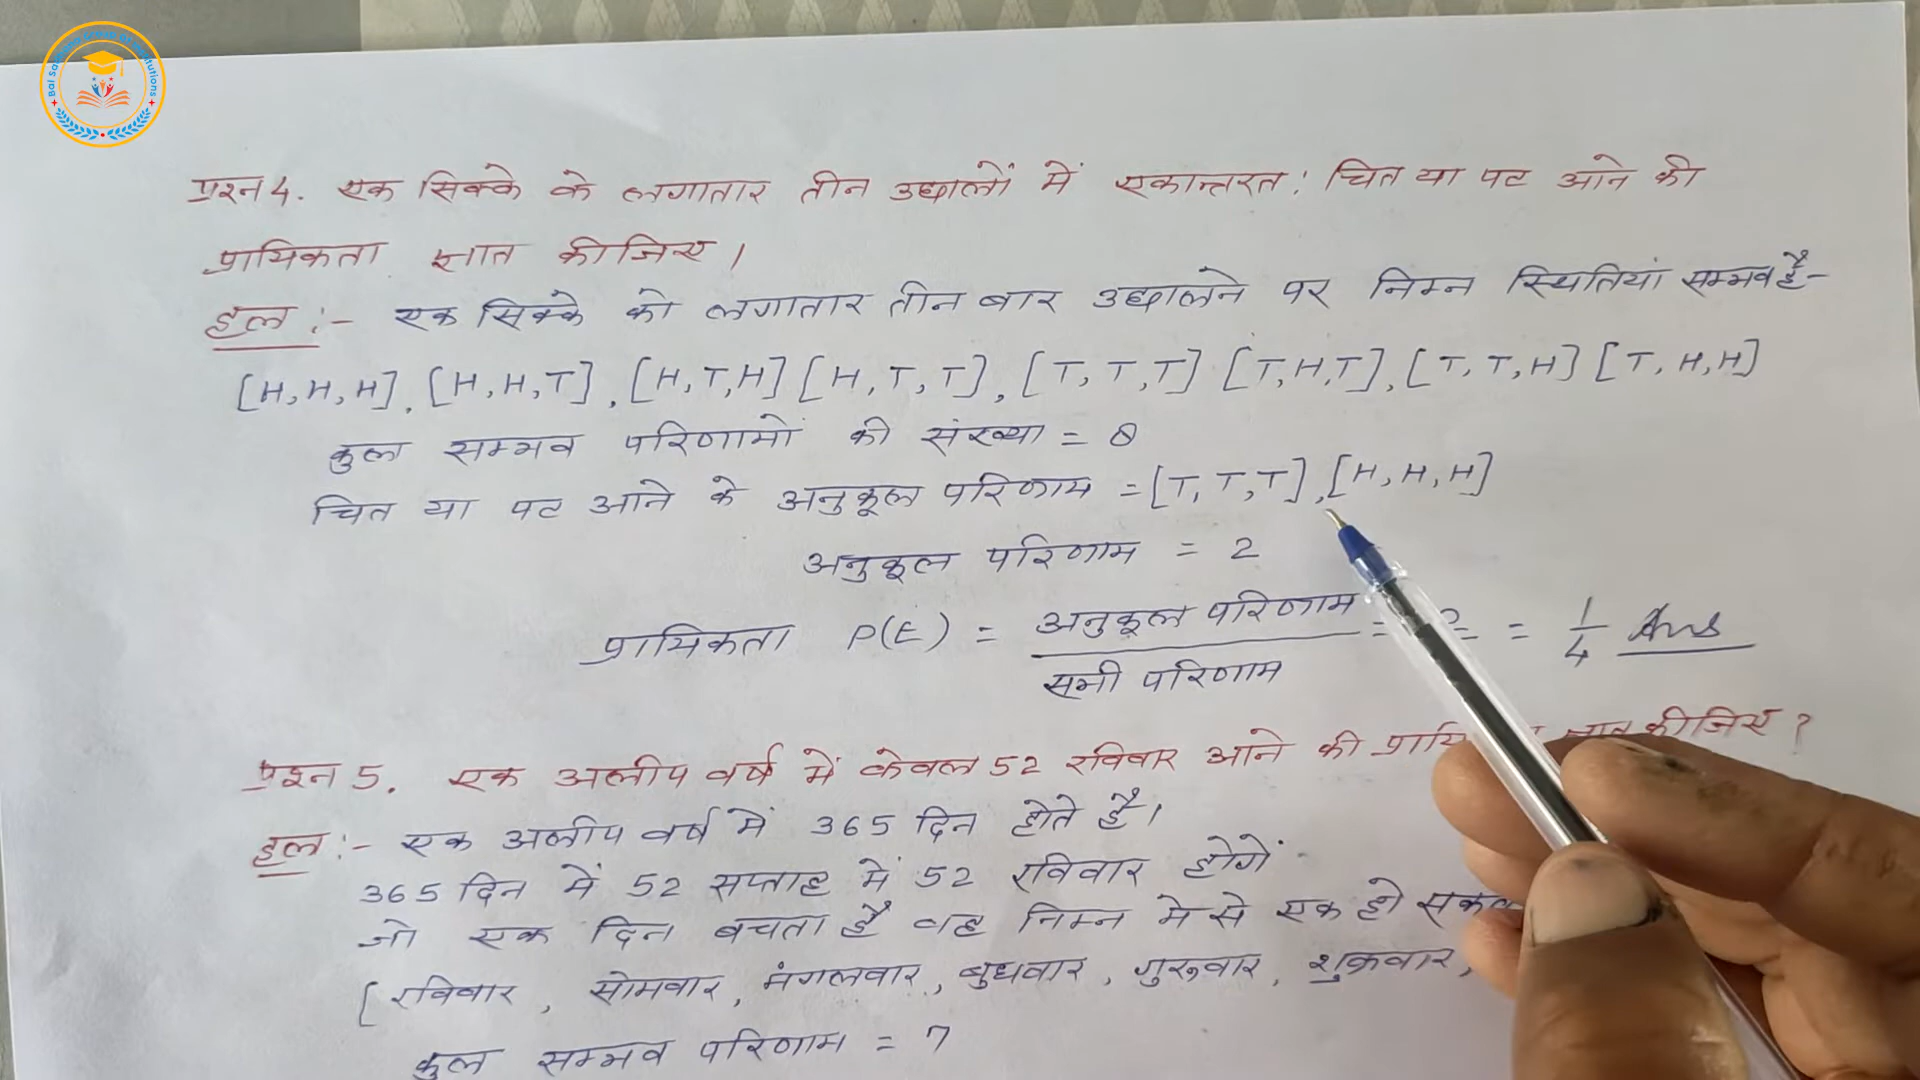 प्रश्न 4. एक सिक्के के लगातार तीन उछालों में एकान्तरत: चित या पट आने की
प्रायिकता ज्ञात कीजिए।
हल :- एक सिक्के को लगातार तीन बार उछालने पर निम्न स्थितियां सम्भव है-
[H, H, H], [H, H, T], [H, T, H] [H, T, T], [T, T, T] [T, H, T], [T, T, H] [T, H, H]
कुल सम्भव परिणामों की संख्या = 8
चित या पट आने के अनुकूल परिणाम = [T, T, T], [H, H, H]
अनुकूल परिणाम = 2
प्रायिकता P(E) = अनुकूल परिणाम / सभी परिणाम = 2 = 1/4 Ans
प्रश्न 5. एक अलीप वर्ष में केवल 52 रविवार आने की ज्ञात कीजिए ?
हल :- एक अलीप वर्ष में 365 दिन होते है।
365 दिन में 52 सप्ताह में 52 रविवार होगें
जो एक दिन बचता है वह निम्न मे से एक हो
[रविवार, सोमवार, मंगलवार, बुधवार, गुरुवार, शुक्रवार,
कुल सम्भव परिणाम = 7